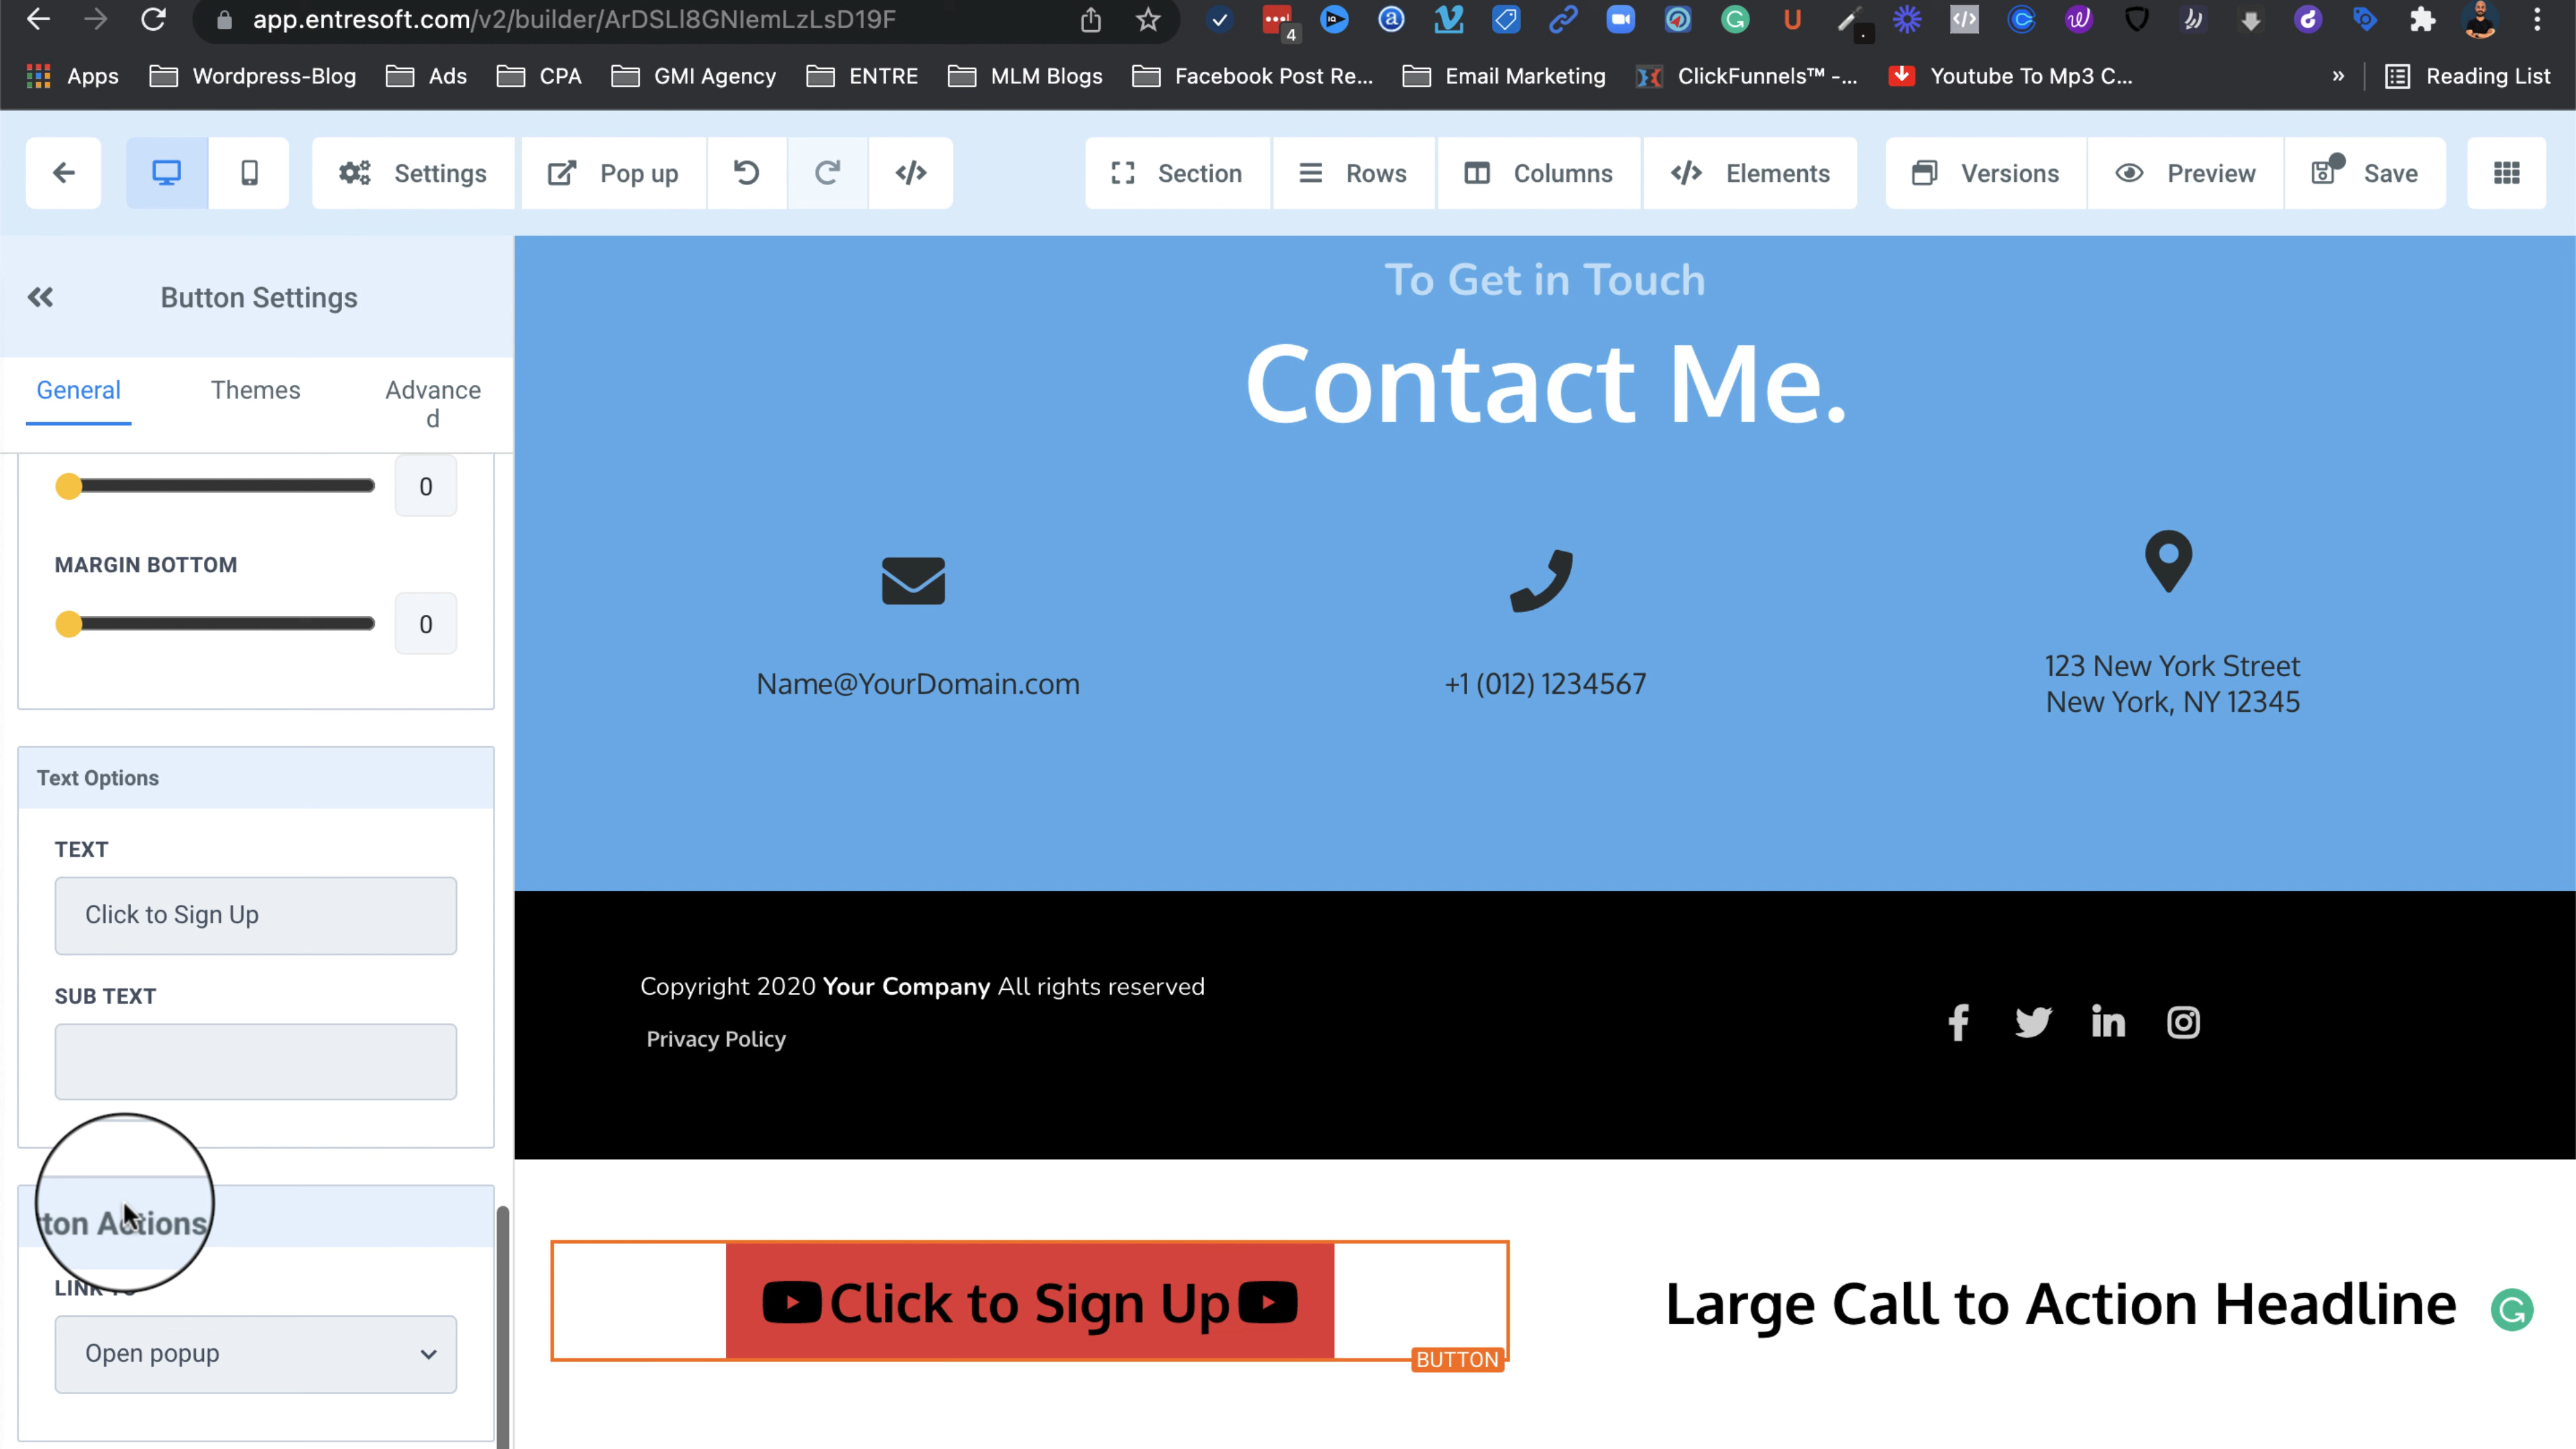 app.entresoft.com/v2/builder/ArDSLl8GNlemLzLsD19F
4
Apps
Wordpress-Blog
Ads
CPA
GMI Agency
ENTRE
MLM Blogs
Facebook Post Re...
Email Marketing
ClickFunnels™ -...
Youtube To Mp3 C...
»
Reading List
Settings
Pop up
Section
Rows
Columns
Elements
Versions
Preview
Save
Button Settings
General
Themes
Advance
d
0
MARGIN BOTTOM
0
Text Options
TEXT
Click to Sign Up
SUB TEXT
ton Actions
LINK TO
Open popup
To Get in Touch
Contact Me.
Name@YourDomain.com
+1 (012) 1234567
123 New York Street
New York, NY 12345
Copyright 2020 Your Company All rights reserved
Privacy Policy
Click to Sign Up
BUTTON
Large Call to Action Headline